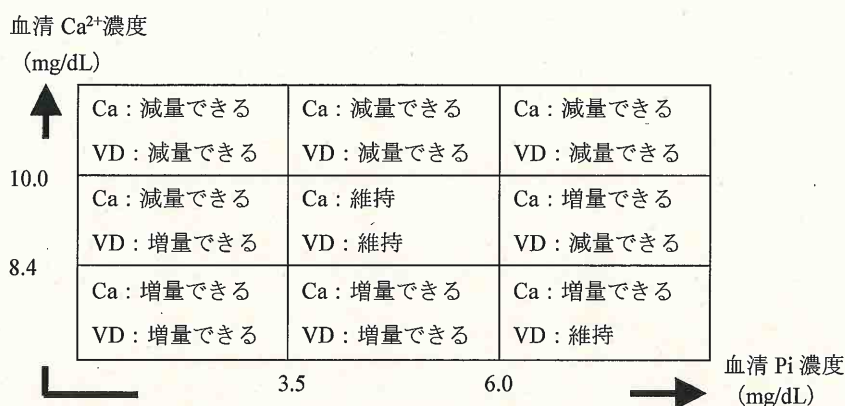 血清 Ca²⁺濃度
(mg/dL)
Ca：減量できる Ca：減量できる Ca：減量できる
VD：減量できる VD：減量できる VD：減量できる
10.0
Ca：減量できる Ca：維持 Ca：増量できる
VD：増量できる VD：維持 VD：減量できる
8.4
Ca：増量できる Ca：増量できる Ca：増量できる
VD：増量できる VD：増量できる VD：維持
3.5 6.0
血清 Pi 濃度
(mg/dL)